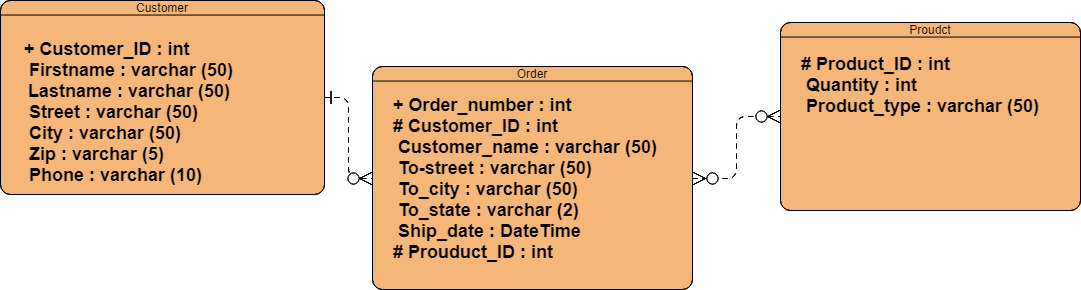 Customer
+ Customer_ID : int
Firstname : varchar (50)
Lastname : varchar (50)
Street : varchar (50)
City : varchar (50)
Zip : varchar (5)
Phone : varchar (10)
Order
+ Order_number : int
# Customer_ID : int
Customer_name : varchar (50)
To-street : varchar (50)
To_city : varchar (50)
To_state : varchar (2)
Ship_date : DateTime
# Prouduct_ID : int
Proudct
# Product_ID : int
Quantity : int
Product_type : varchar (50)